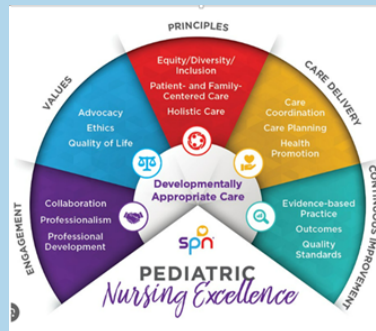 PRINCIPLES
VALUES
CARE DELIVERY
ENGAGEMENT
CONTINUOUS IMPROVEMENT
Equity/Diversity/
Inclusion
Patient- and Family-
Centered Care
Holistic Care
Advocacy
Ethics
Quality of Life
Care
Coordination
Care Planning
Health
Promotion
Collaboration
Professionalism
Professional
Development
Developmentally
Appropriate Care
Evidence-based
Practice
Outcomes
Quality
Standards
spn
PEDIATRIC
Nursing Excellence